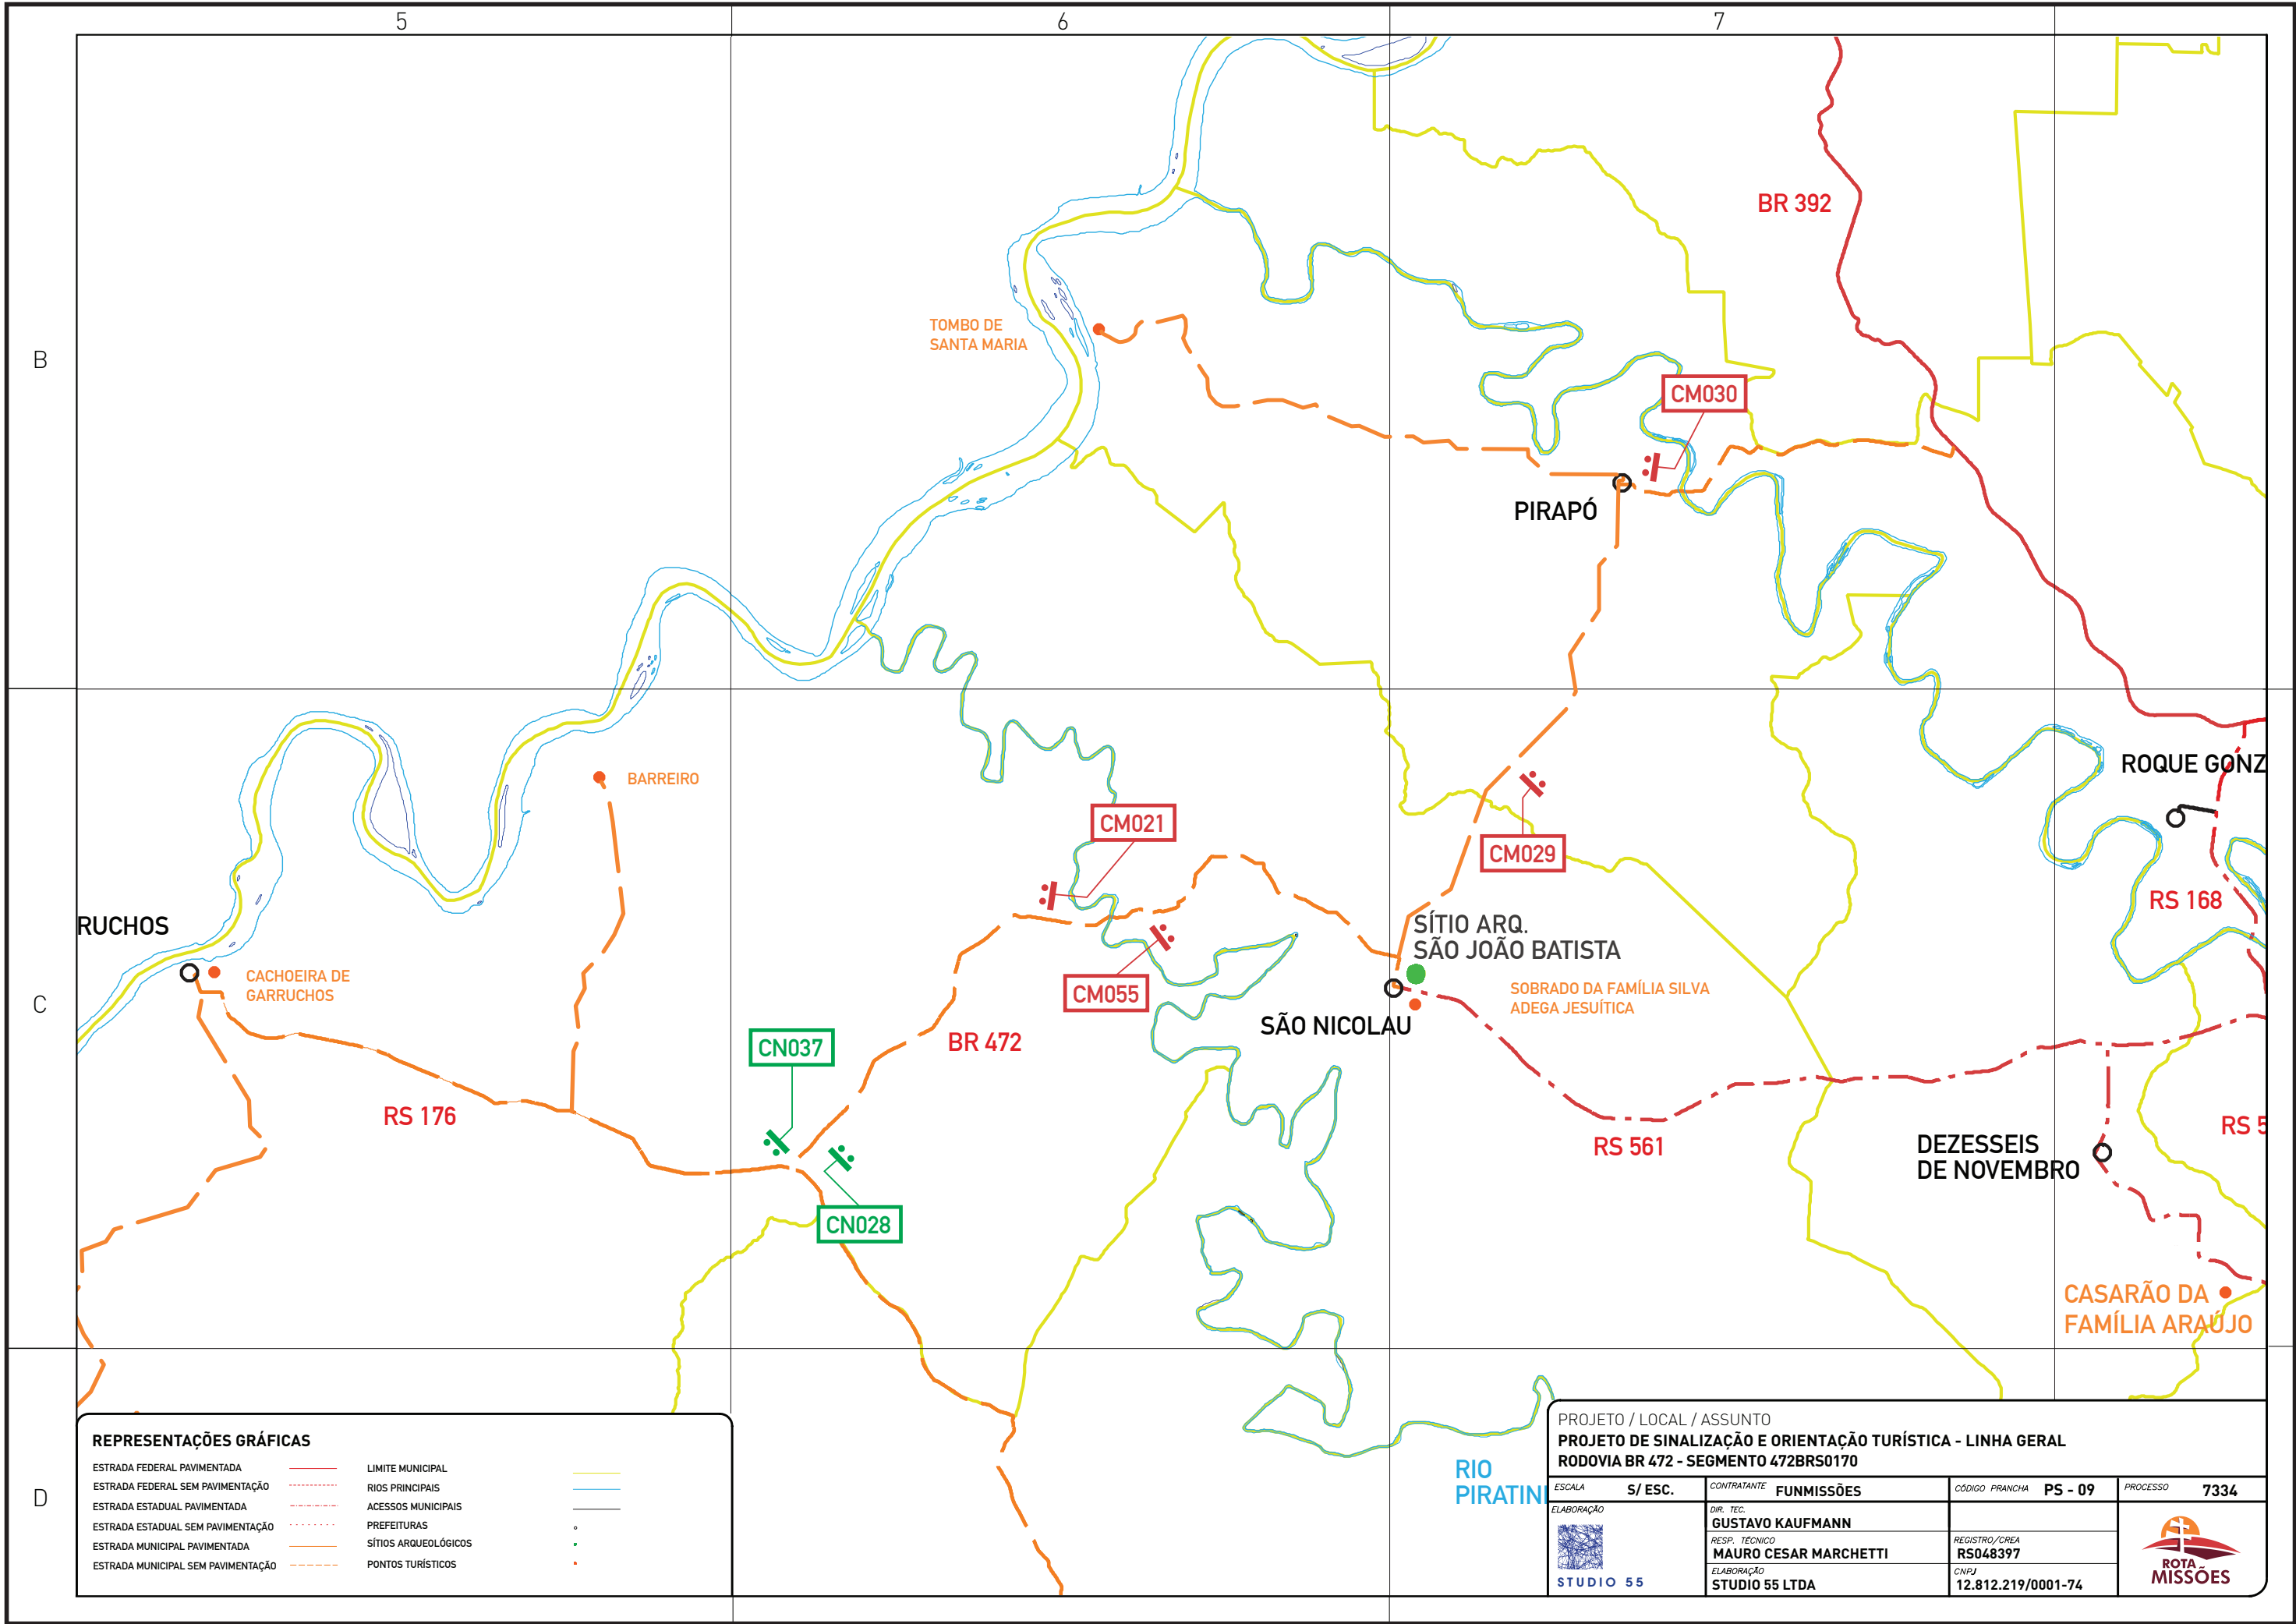 5
6
7
B
C
D
BR 392
TOMBO DE
SANTA MARIA
CM030
PIRAPÓ
ROQUE GONZ
BARREIRO
CM021
CM029
RS 168
RUCHOS
SÍTIO ARQ.
SÃO JOÃO BATISTA
CACHOEIRA DE
GARRUCHOS
CM055
SOBRADO DA FAMÍLIA SILVA
ADEGA JESUÍTICA
SÃO NICOLAU
BR 472
CN037
RS 176
RS 561
RS 5
DEZESSEIS
DE NOVEMBRO
CN028
CASARÃO DA
FAMÍLIA ARAÚJO
RIO
PIRATINI
REPRESENTAÇÕES GRÁFICAS
ESTRADA FEDERAL PAVIMENTADA
ESTRADA FEDERAL SEM PAVIMENTAÇÃO
ESTRADA ESTADUAL PAVIMENTADA
ESTRADA ESTADUAL SEM PAVIMENTAÇÃO
ESTRADA MUNICIPAL PAVIMENTADA
ESTRADA MUNICIPAL SEM PAVIMENTAÇÃO
LIMITE MUNICIPAL
RIOS PRINCIPAIS
ACESSOS MUNICIPAIS
PREFEITURAS
SÍTIOS ARQUEOLÓGICOS
PONTOS TURÍSTICOS
PROJETO / LOCAL / ASSUNTO
PROJETO DE SINALIZAÇÃO E ORIENTAÇÃO TURÍSTICA - LINHA GERAL
RODOVIA BR 472 - SEGMENTO 472BRS0170
ESCALA S/ ESC.
CONTRATANTE FUNMISSÕES
CÓDIGO PRANCHA PS - 09
PROCESSO 7334
ELABORAÇÃO
STUDIO 55
DIR. TEC.
GUSTAVO KAUFMANN
RESP. TÉCNICO
MAURO CESAR MARCHETTI
REGISTRO/CREA
RS048397
ELABORAÇÃO
STUDIO 55 LTDA
CNPJ
12.812.219/0001-74
ROTA
MISSÕES